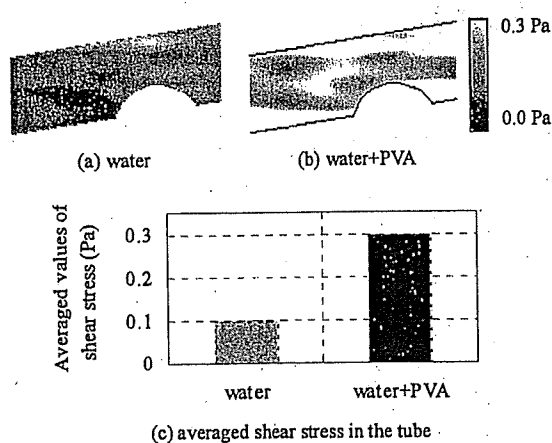 0.3 Pa
0.0 Pa
(a) water
(b) water+PVA
Averaged values of
shear stress (Pa)
0.3
0.2
0.1
0
water
water+PVA
(c) averaged shear stress in the tube